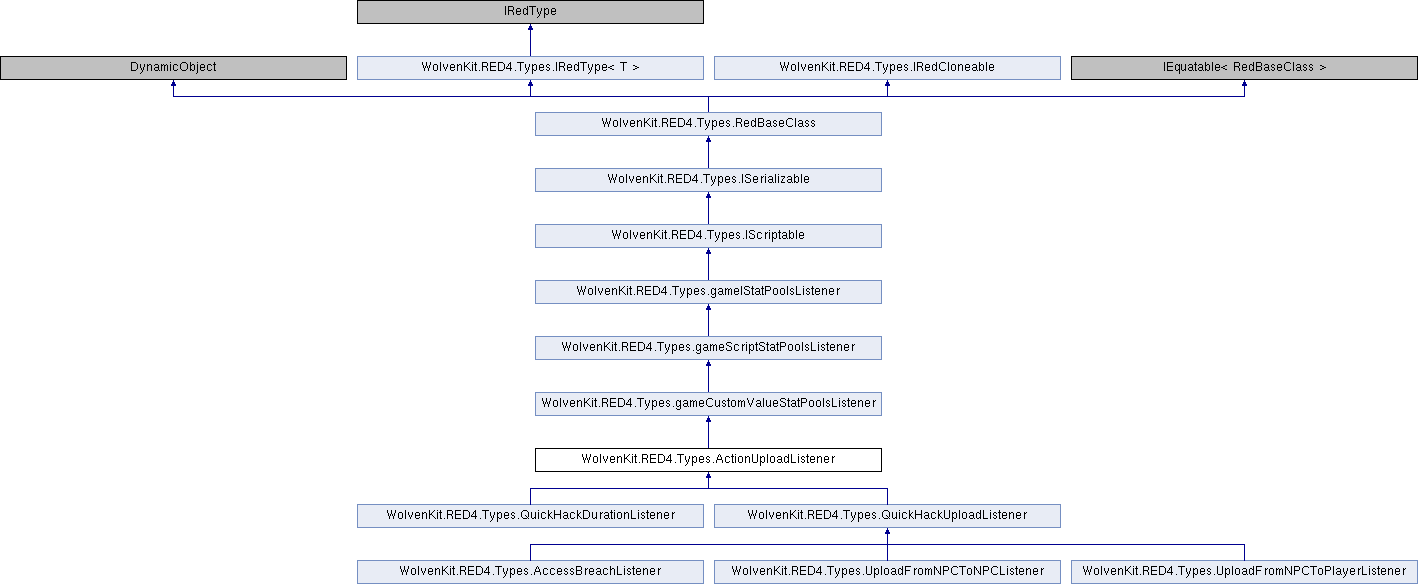 IRedType
DynamicObject
WolvenKit.RED4.Types.IRedType< T >
WolvenKit.RED4.Types.IRedCloneable
IEquatable< RedBaseClass >
WolvenKit.RED4.Types.RedBaseClass
WolvenKit.RED4.Types.ISerializable
WolvenKit.RED4.Types.IScriptable
WolvenKit.RED4.Types.gameIStatPoolsListener
WolvenKit.RED4.Types.gameScriptStatPoolsListener
WolvenKit.RED4.Types.gameCustomValueStatPoolsListener
WolvenKit.RED4.Types.ActionUploadListener
WolvenKit.RED4.Types.QuickHackDurationListener
WolvenKit.RED4.Types.QuickHackUploadListener
WolvenKit.RED4.Types.AccessBreachListener
WolvenKit.RED4.Types.UploadFromNPCToNPCListener
WolvenKit.RED4.Types.UploadFromNPCToPlayerListener